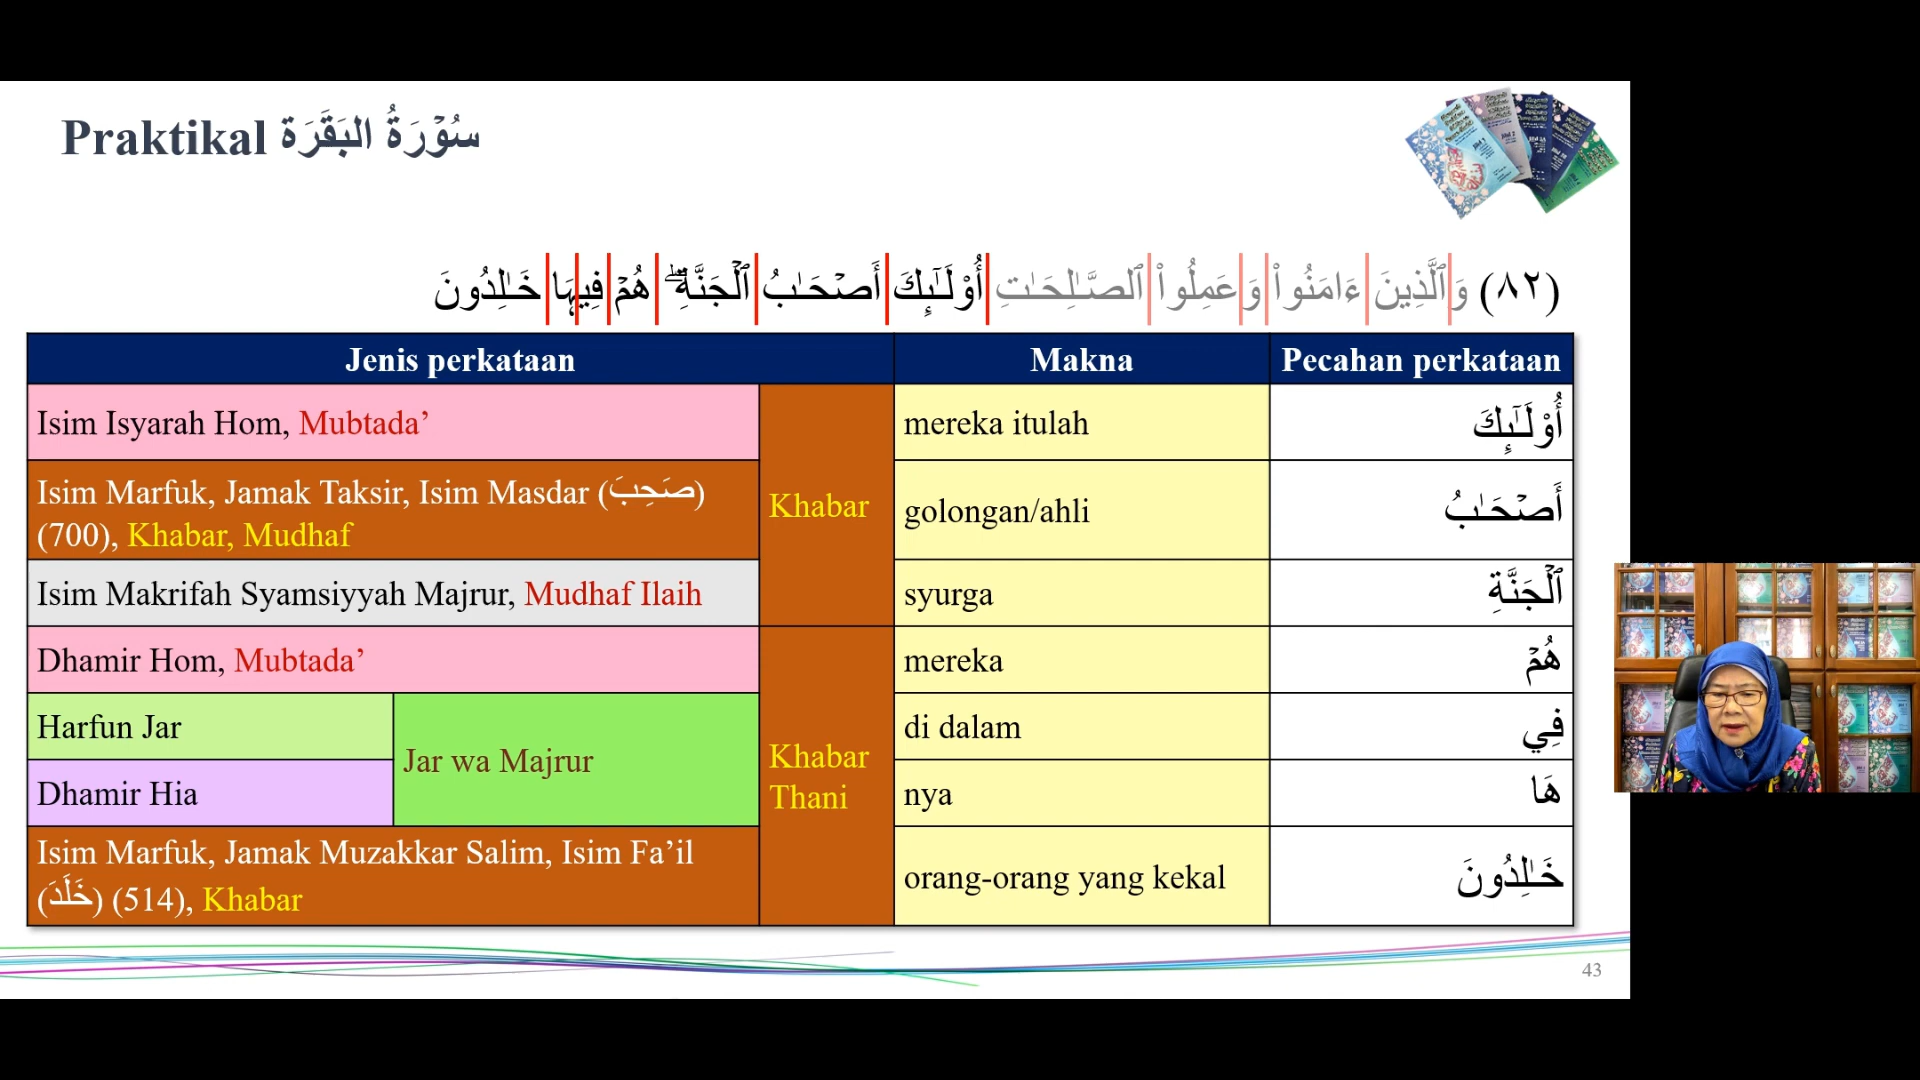 Praktikal سُوْرَةُ البَقَرَة
(٨٢) وَٱلَّذِينَ ءَامَنُوا۟ وَعَمِلُوا۟ ٱلصَّـٰلِحَـٰتِ أُو۟لَـٰٓئِكَ أَصْحَـٰبُ ٱلْجَنَّةِ ۖ هُمْ فِيهَا خَـٰلِدُونَ
Jenis perkataan Makna Pecahan perkataan
Isim Isyarah Hom, Mubtada’ mereka itulah أُو۟لَـٰٓئِكَ
Isim Marfuk, Jamak Taksir, Isim Masdar (صَحِبَ)
(700), Khabar, Mudhaf
Khabar
golongan/ahli أَصْحَـٰبُ
Isim Makrifah Syamsiyyah Majrur, Mudhaf Ilaih syurga ٱلْجَنَّةِ
Dhamir Hom, Mubtada’ mereka هُمْ
Harfun Jar di dalam فِي
Jar wa Majrur
Khabar
Thani
Dhamir Hia nya هَا
Isim Marfuk, Jamak Muzakkar Salim, Isim Fa’il
(خَلَدَ) (514), Khabar
orang-orang yang kekal خَـٰلِدُونَ
43